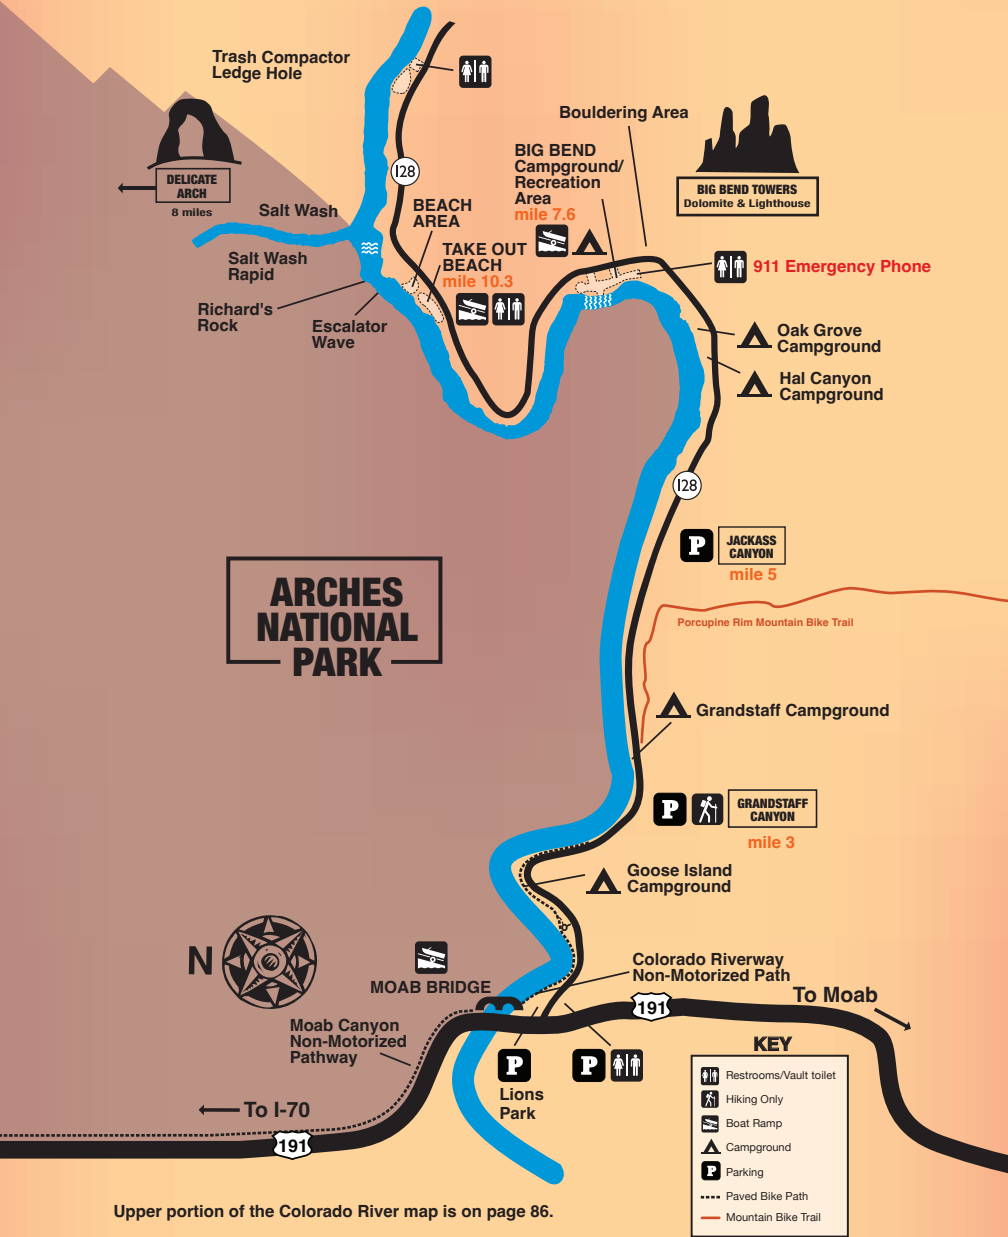 Trash Compactor
Ledge Hole
Bouldering Area
BIG BEND
Campground/
Recreation
Area
mile 7.6
128
DELICATE
ARCH
8 miles
BIG BEND TOWERS
Dolomite & Lighthouse
Salt Wash
BEACH
AREA
TAKE OUT
BEACH
mile 10.3
Salt Wash
Rapid
911 Emergency Phone
Richard's
Rock
Escalator
Wave
Oak Grove
Campground
Hal Canyon
Campground
128
P
JACKASS
CANYON
mile 5
ARCHES
NATIONAL
PARK
Porcupine Rim Mountain Bike Trail
Grandstaff Campground
P
GRANDSTAFF
CANYON
mile 3
Goose Island
Campground
N
MOAB BRIDGE
Colorado Riverway
Non-Motorized Path
To Moab
191
Moab Canyon
Non-Motorized
Pathway
P
P
Lions
Park
To I-70
191
KEY
Restrooms/Vault toilet
Hiking Only
Boat Ramp
Campground
P Parking
Paved Bike Path
Mountain Bike Trail
Upper portion of the Colorado River map is on page 86.